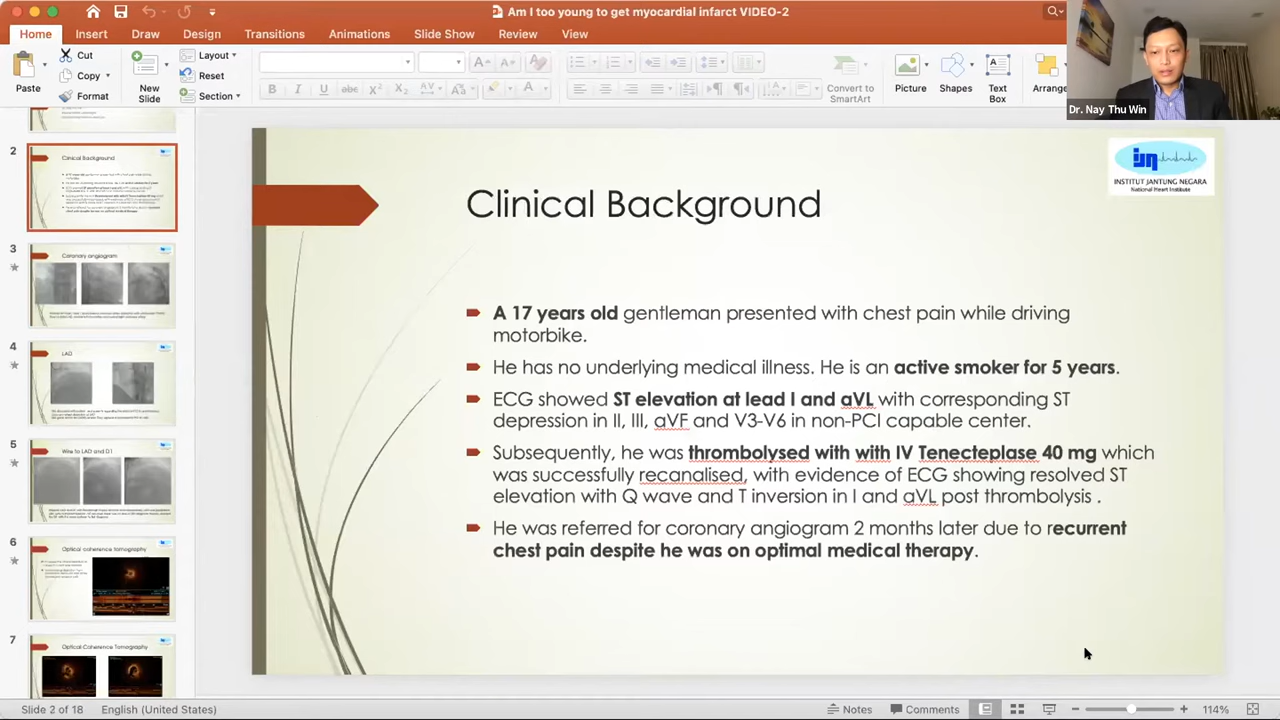 Am I too young to get myocardial infarct VIDEO-2
Home Insert Draw Design Transitions Animations Slide Show Review View
Paste
Cut
Copy
Format
New
Slide
Layout
Reset
Section
Convert to
SmartArt
Picture
Shapes
Text
Box
Arrange
Dr. Nay Thu Win
2
Clinical Background
3
Coronary angiogram
4
LAD
5
Wire to LAD and D1
6
Optical coherence tomography
7
Optical Coherence Tomography
INSTITUT JANTUNG NEGARA
National Heart Institute
Clinical Background
A 17 years old gentleman presented with chest pain while driving
motorbike.
He has no underlying medical illness. He is an active smoker for 5 years.
ECG showed ST elevation at lead I and aVL with corresponding ST
depression in II, III, aVF and V3-V6 in non-PCI capable center.
Subsequently, he was thrombolysed with with IV Tenecteplase 40 mg which
was successfully recanalised, with evidence of ECG showing resolved ST
elevation with Q wave and T inversion in I and aVL post thrombolysis .
He was referred for coronary angiogram 2 months later due to recurrent
chest pain despite he was on optimal medical therapy.
Slide 2 of 18
English (United States)
Notes
Comments
114%